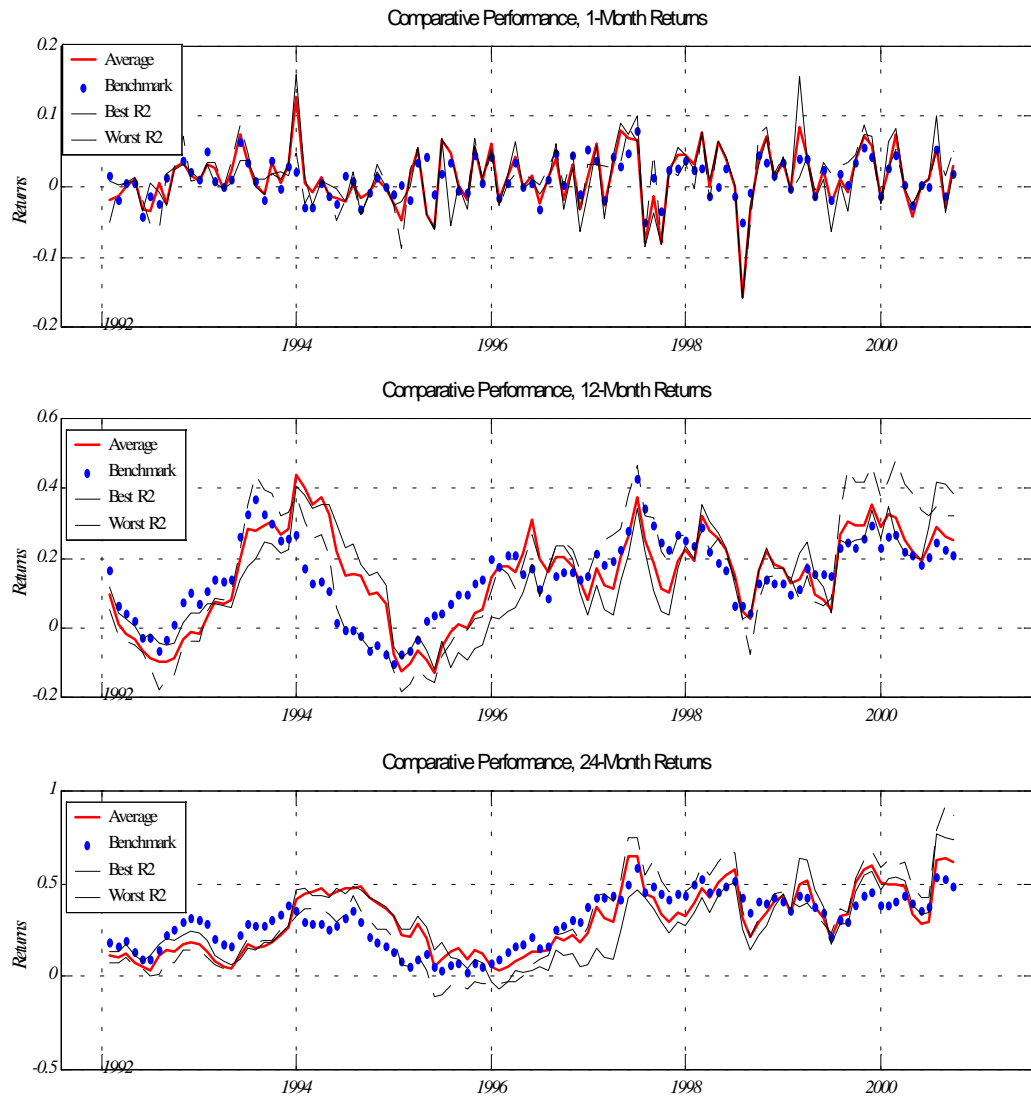 Comparative Performance, 1-Month Returns
0.2
0.1
0
-0.1
-0.2
Returns
Average
Benchmark
Best R2
Worst R2
1992
1994
1996
1998
2000
Comparative Performance, 12-Month Returns
0.6
0.4
0.2
0
-0.2
Returns
Average
Benchmark
Best R2
Worst R2
1992
1994
1996
1998
2000
Comparative Performance, 24-Month Returns
1
0.5
0
-0.5
Returns
Average
Benchmark
Best R2
Worst R2
1992
1994
1996
1998
2000